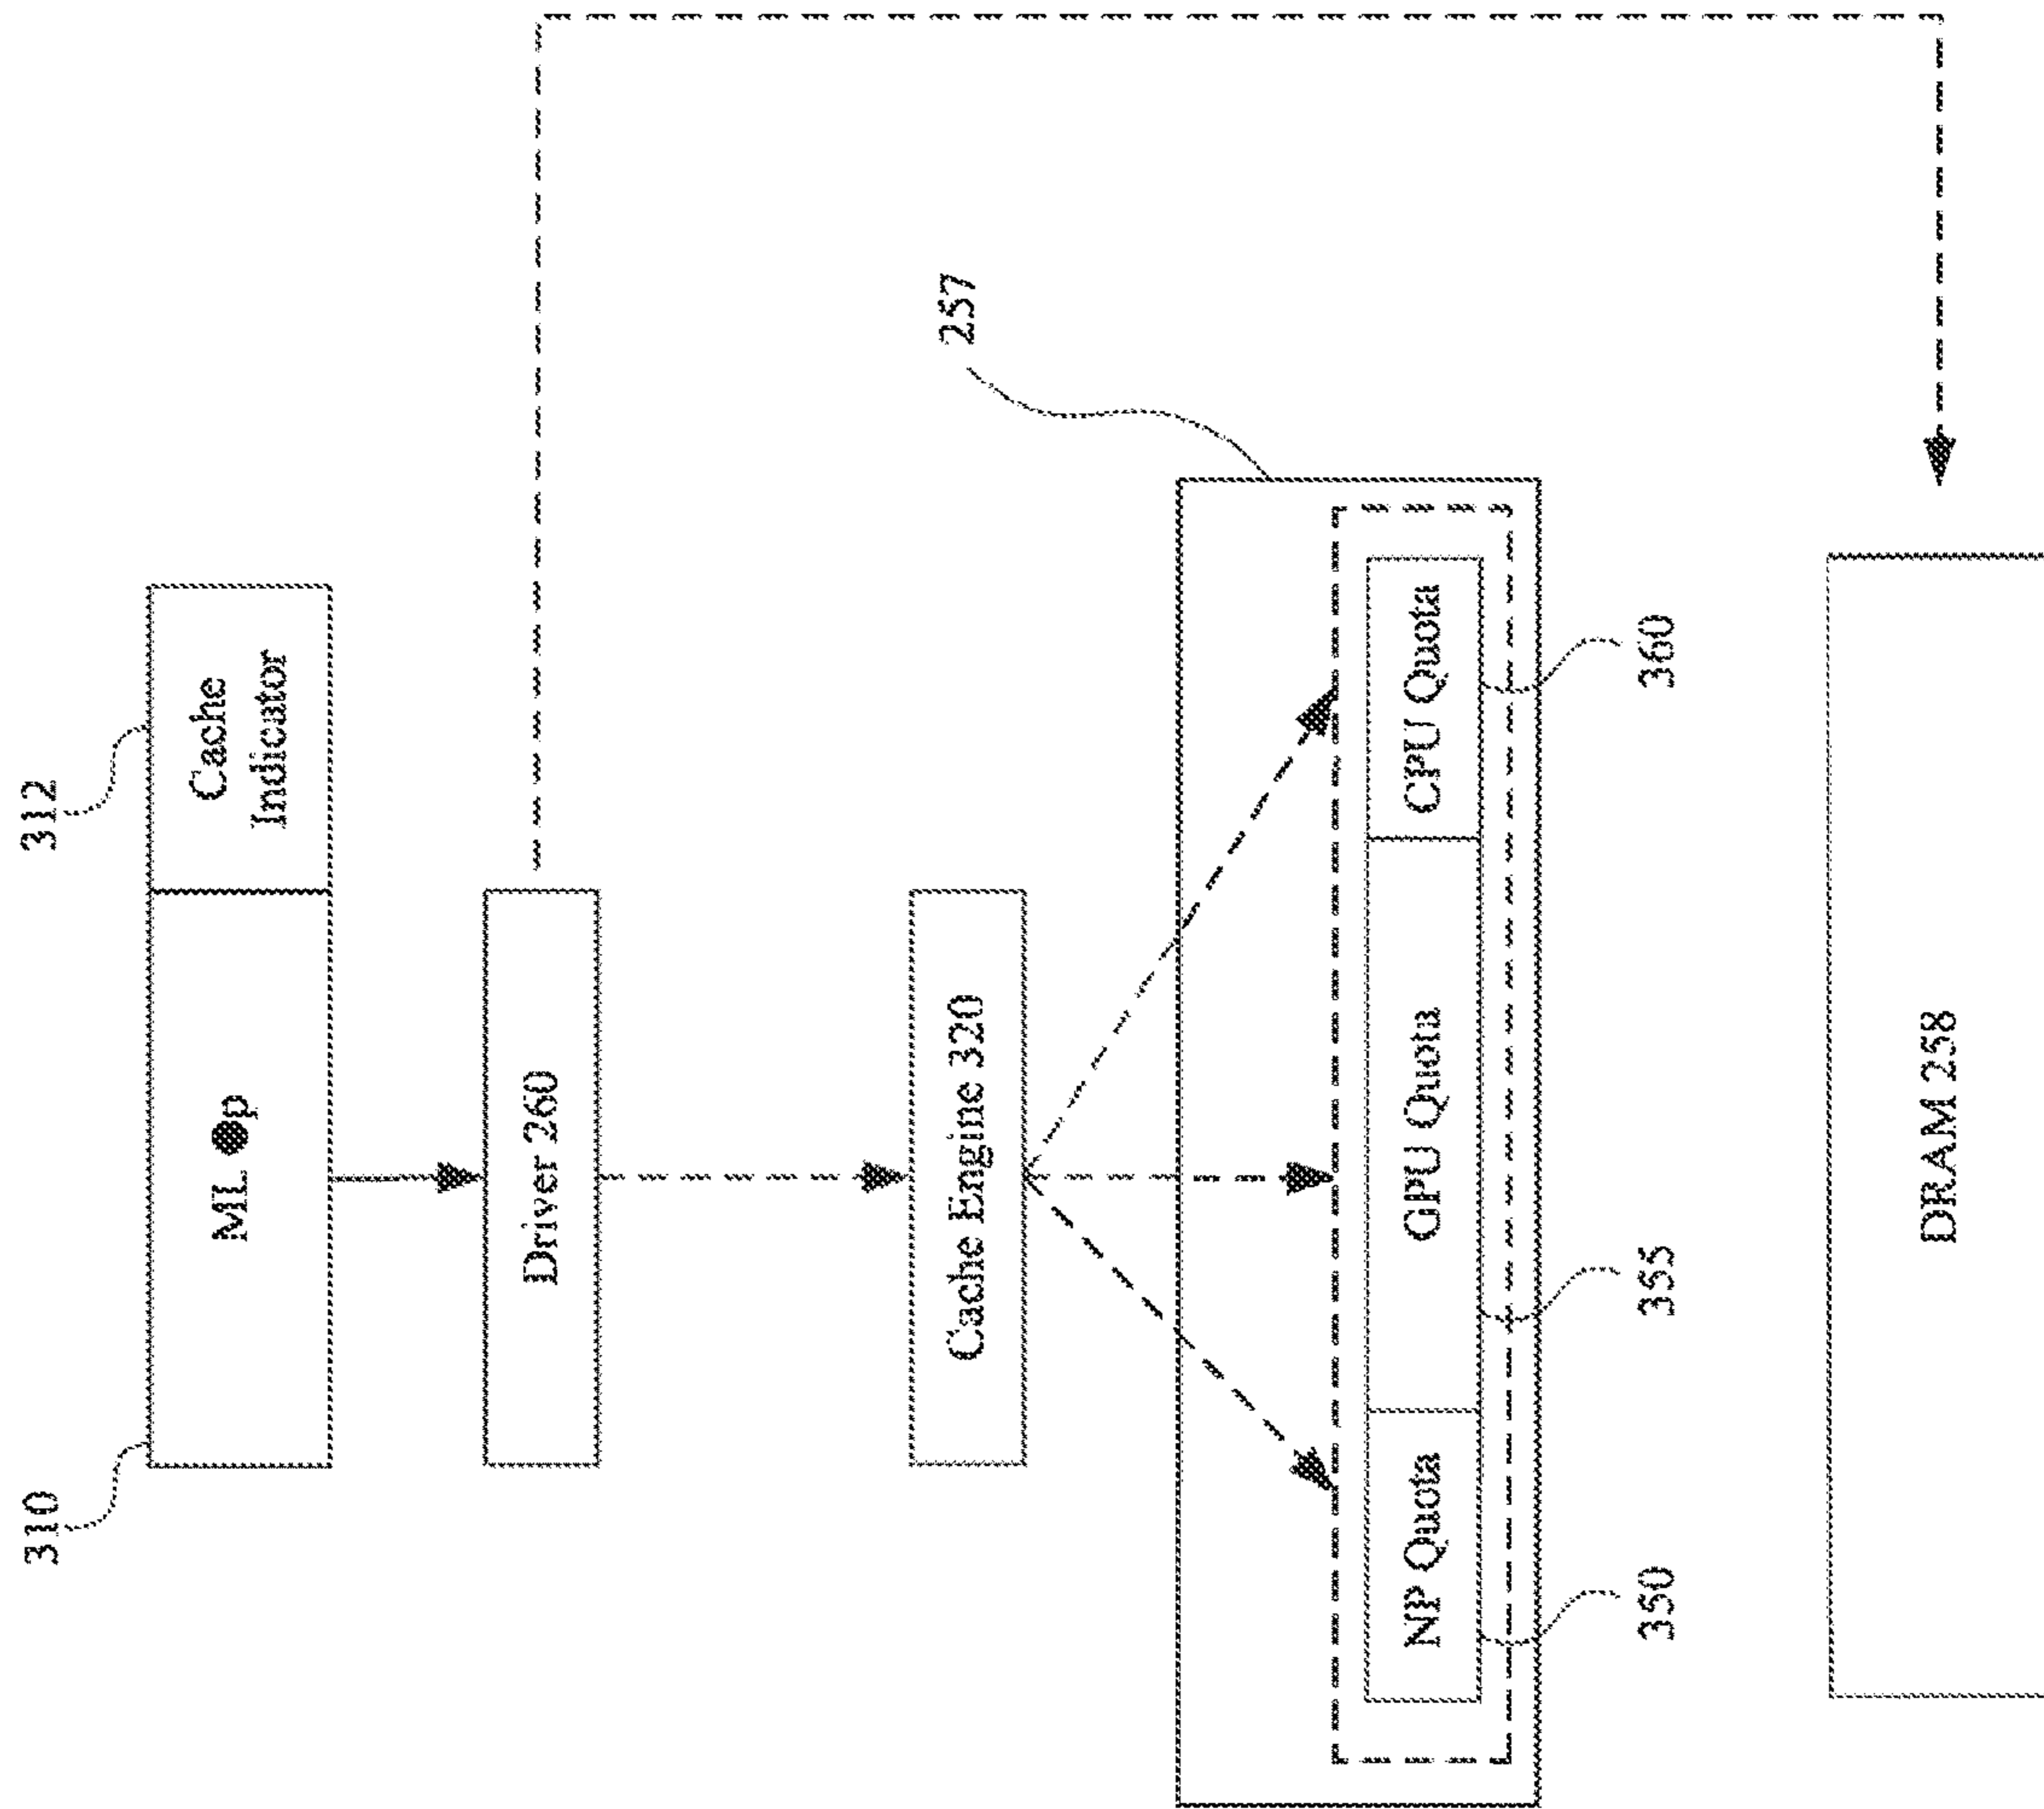 310
312
ML Op
Cache
Indicator
Driver 260
Cache Engine 320
257
NP Quota
GPU Quota
CPU Quota
350
355
360
DRAM 258